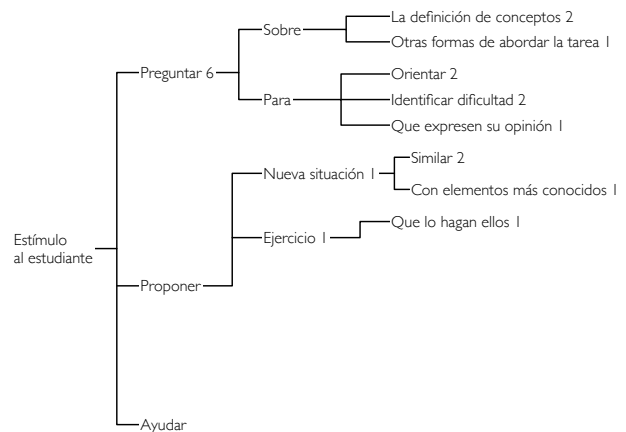 La definición de conceptos 2
Sobre
Otras formas de abordar la tarea 1
Preguntar 6
Orientar 2
Para
Identificar dificultad 2
Que expresen su opinión 1
Similar 2
Nueva situación 1
Con elementos más conocidos 1
Que lo hagan ellos 1
Ejercicio 1
Estímulo
al estudiante
Proponer
Ayudar